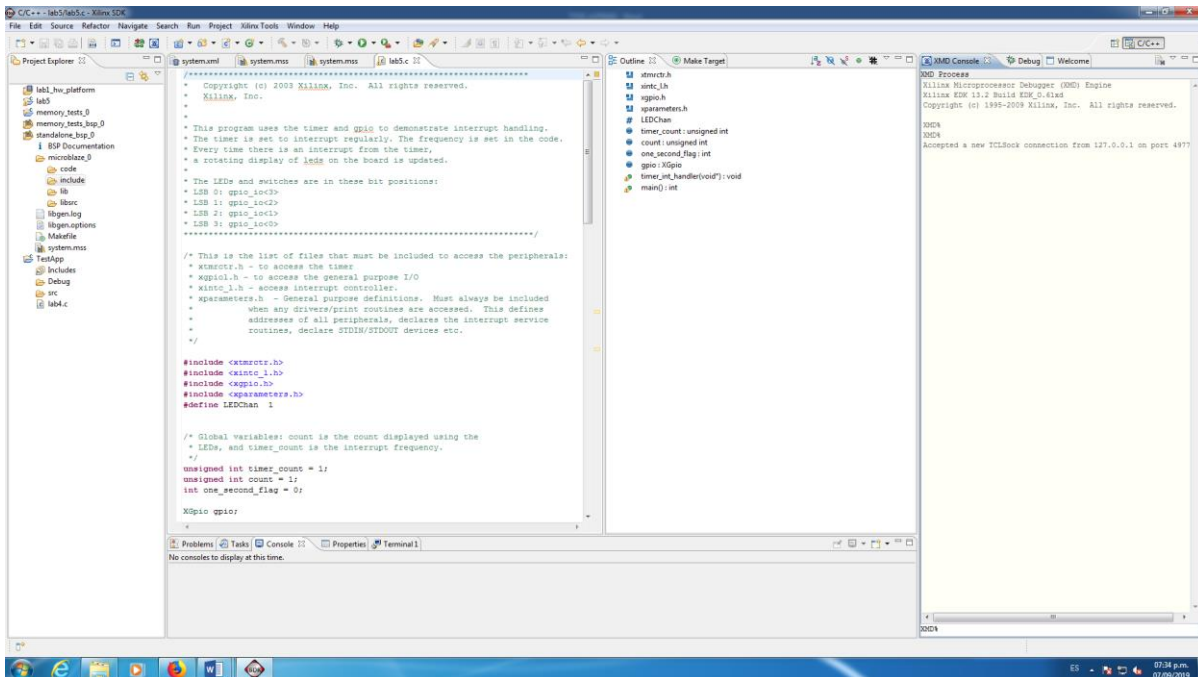 C/C++ - lab5/lab5.c - Xilinx SDK
File Edit Source Refactor Navigate Search Run Project Xilinx Tools Window Help
C/C++
Project Explorer
lab1_hw_platform
lab5
memory_tests_0
memory_tests_bsp_0
standalone_bsp_0
BSP Documentation
microblaze_0
code
include
lib
libsrc
libgen.log
libgen.options
Makefile
system.mss
TestApp
Includes
Debug
src
lab4.c
system.xml system.mss system.mss lab5.c
/********************************************************************
* Copyright (c) 2003 Xilinx, Inc. All rights reserved.
* Xilinx, Inc.
*
*
* This program uses the timer and gpio to demonstrate interrupt handling.
* The timer is set to interrupt regularly. The frequency is set in the code.
* Every time there is an interrupt from the timer,
* a rotating display of leds on the board is updated.
*
* The LEDs and switches are in these bit positions:
* LSB 0: gpio_io<3>
* LSB 1: gpio_io<2>
* LSB 2: gpio_io<1>
* LSB 3: gpio_io<0>
**********************************************************************/
/* This is the list of files that must be included to access the peripherals:
* xtmrctr.h - to access the timer
* xgpiol.h - to access the general purpose I/O
* xintc_l.h - access interrupt controller.
* xparameters.h - General purpose definitions. Must always be included
* when any drivers/print routines are accessed. This defines
* addresses of all peripherals, declares the interrupt service
* routines, declare STDIN/STDOUT devices etc.
*/
#include <xtmrctr.h>
#include <xintc_l.h>
#include <xgpio.h>
#include <xparameters.h>
#define LEDChan 1
/* Global variables: count is the count displayed using the
* LEDs, and timer_count is the interrupt frequency.
*/
unsigned int timer_count = 1;
unsigned int count = 1;
int one_second_flag = 0;
XGpio gpio;
Outline Make Target
xtmrctr.h
xintc_l.h
xgpio.h
xparameters.h
LEDChan
timer_count : unsigned int
count : unsigned int
one_second_flag : int
gpio : XGpio
timer_int_handler(void*) : void
main() : int
XMD Console Debug Welcome
XMD Process
Xilinx Microprocessor Debugger (XMD) Engine
Xilinx EDK 13.2 Build EDK_O.61xd
Copyright (c) 1995-2009 Xilinx, Inc. All rights reserved.
XMD%
XMD%
Accepted a new TCLSock connection from 127.0.0.1 on port 4977
XMD%
Problems Tasks Console Properties Terminal 1
No consoles to display at this time.
ES 07:34 p.m.
07/09/2019